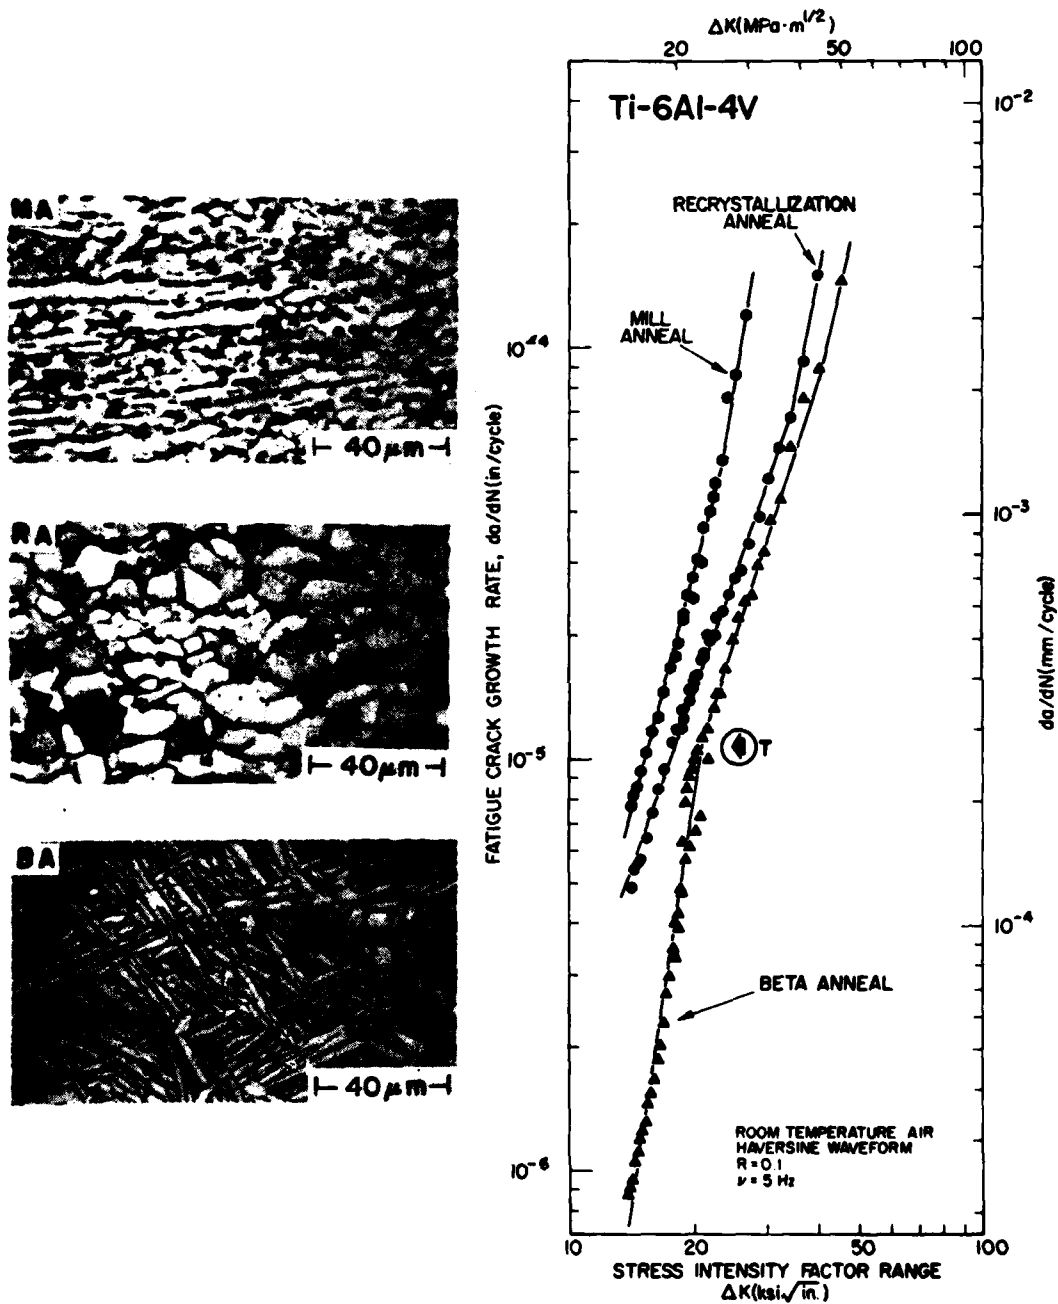 MA
40μm
RA
40μm
BA
40μm
ΔK(MPa·m1/2)
20 50 100
Ti-6Al-4V
RECRYSTALLIZATION
ANNEAL
MILL
ANNEAL
T
BETA ANNEAL
ROOM TEMPERATURE AIR
HAVERSINE WAVEFORM
R=0.1
ν=5 Hz
FATIGUE CRACK GROWTH RATE, da/dN(in/cycle)
10-4
10-5
10-6
10-2
10-3
10-4
da/dN(mm/cycle)
10 20 50 100
STRESS INTENSITY FACTOR RANGE
ΔK(ksi√in.)